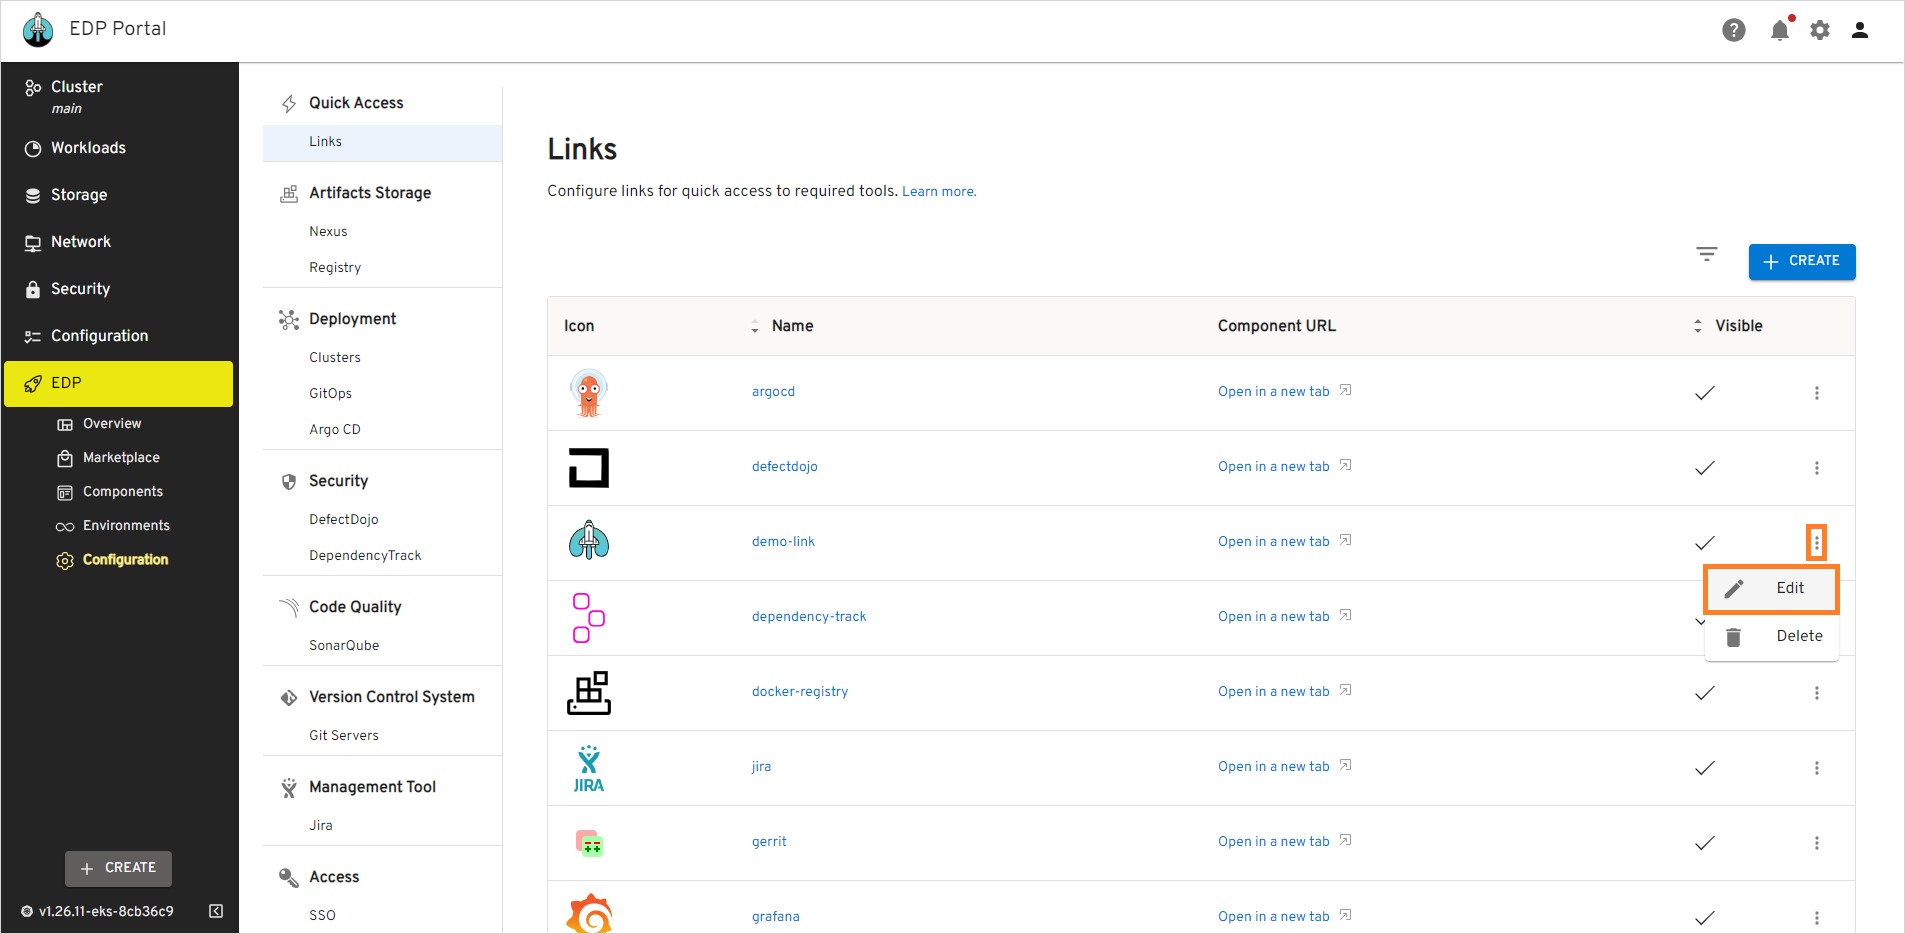 EDP Portal
Cluster
main
Workloads
Storage
Network
Security
Configuration
EDP
Overview
Marketplace
Components
Environments
Configuration
+ CREATE
v1.26.11-eks-8cb36c9
Quick Access
Links
Artifacts Storage
Nexus
Registry
Deployment
Clusters
GitOps
Argo CD
Security
DefectDojo
DependencyTrack
Code Quality
SonarQube
Version Control System
Git Servers
Management Tool
Jira
Access
SSO
Links
Configure links for quick access to required tools. Learn more.
+ CREATE
Icon Name Component URL Visible
argocd Open in a new tab
defectdojo Open in a new tab
demo-link Open in a new tab
Edit
dependency-track Open in a new tab
Delete
docker-registry Open in a new tab
JIRA jira Open in a new tab
gerrit Open in a new tab
grafana Open in a new tab